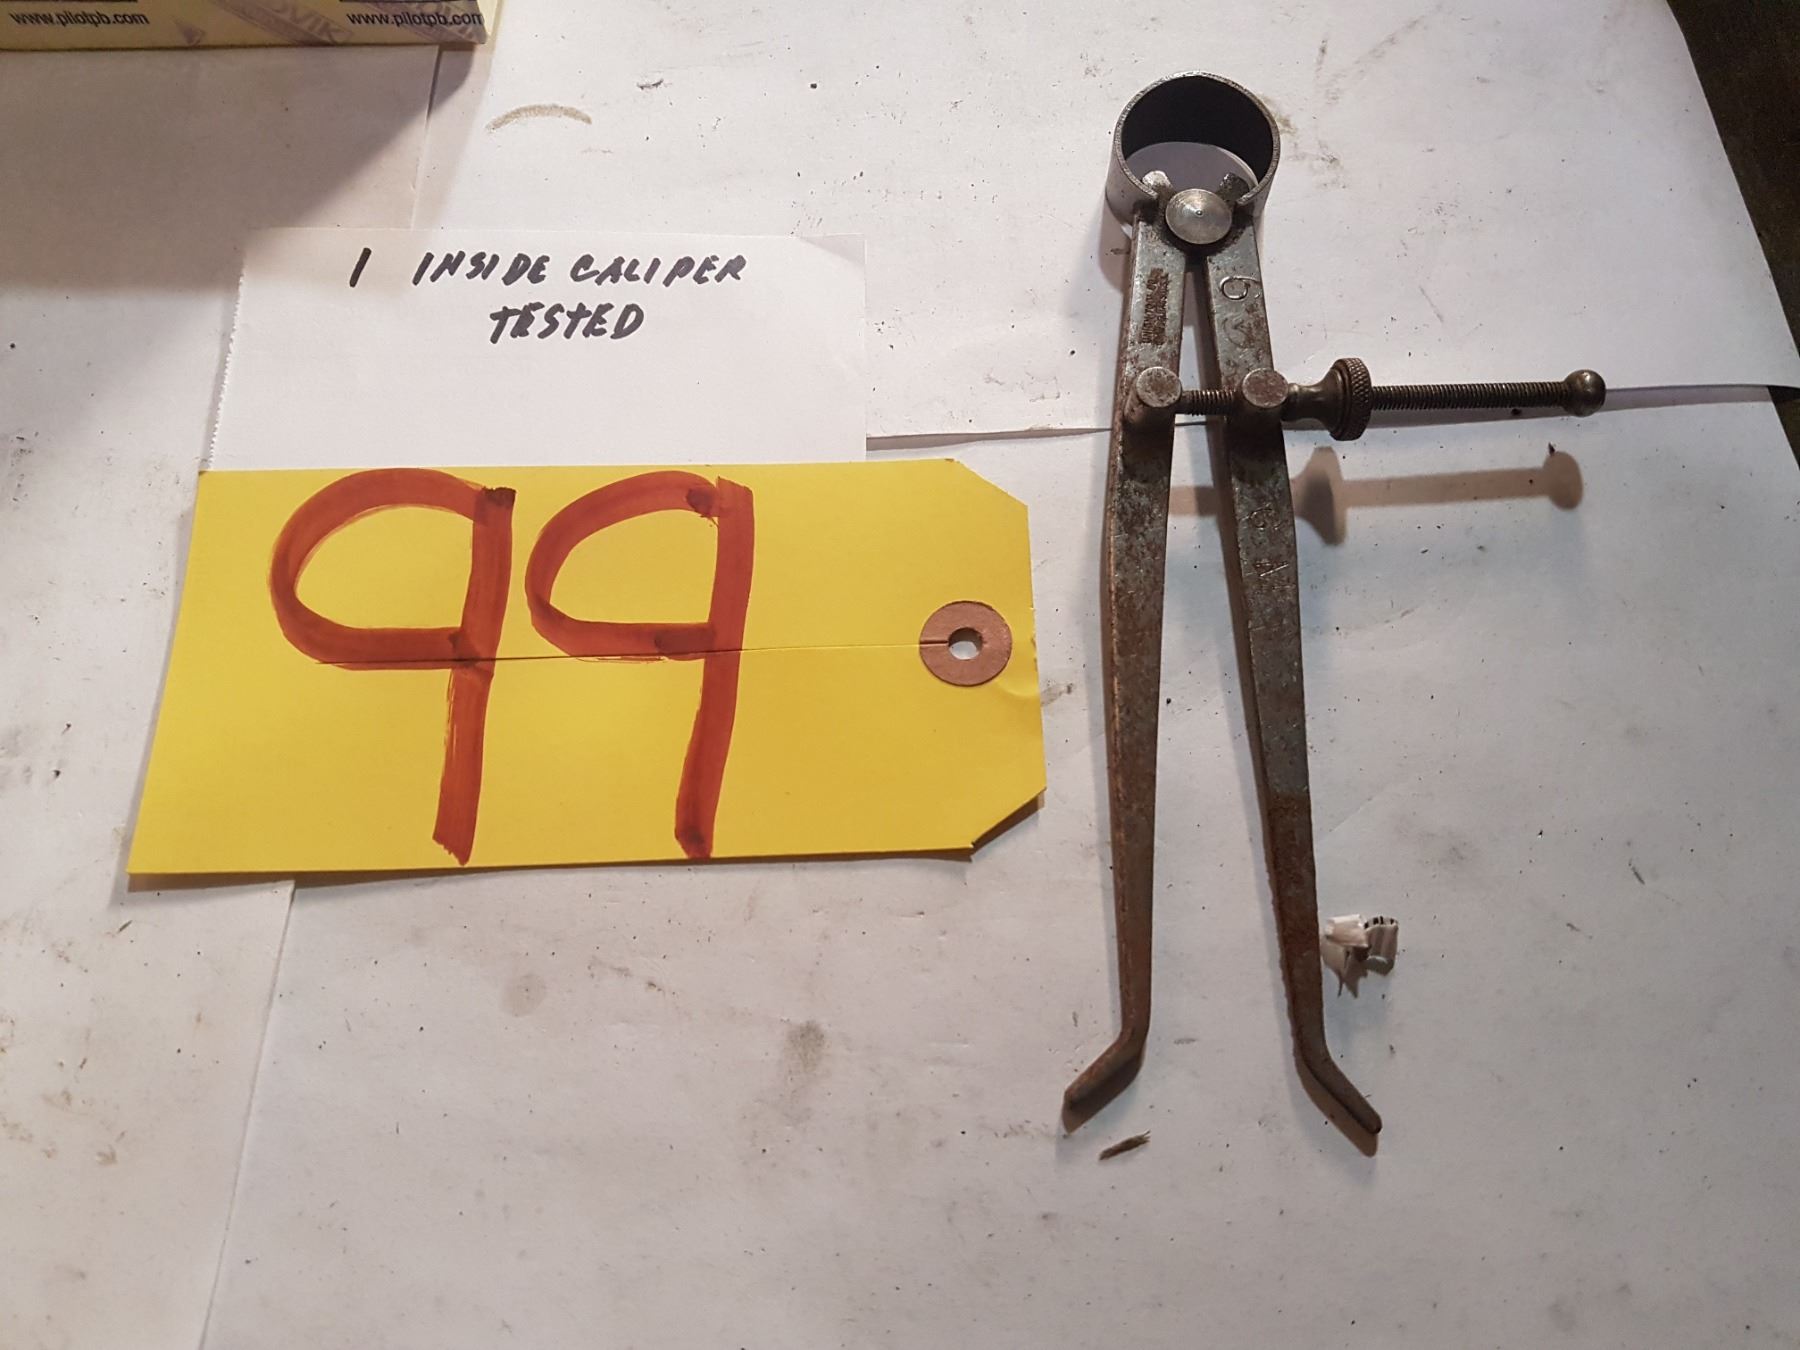 www.pilotpb.com www.pilotpb.com
1 INSIDE CALIPER
TESTED
99
6